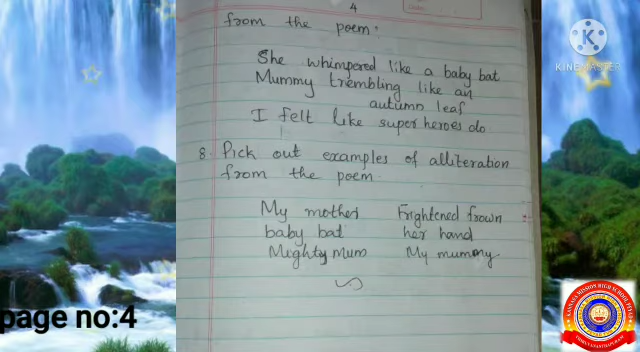 4
from the poem.
She whimpered like a baby bat
Mummy trembling like an
autumn leaf
I felt like super heroes do.
8. Pick out examples of alliteration
from the poem.
My mother Frightened frown
baby bat her hand
Mighty Mum My mummy
page no:4
KINEMASTER